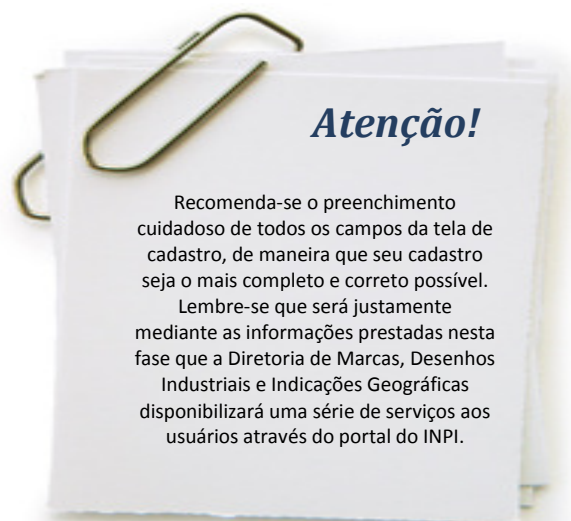 Atenção!
Recomenda-se o preenchimento
cuidadoso de todos os campos da tela de
cadastro, de maneira que seu cadastro
seja o mais completo e correto possível.
Lembre-se que será justamente
mediante as informações prestadas nesta
fase que a Diretoria de Marcas, Desenhos
Industriais e Indicações Geográficas
disponibilizará uma série de serviços aos
usuários através do portal do INPI.